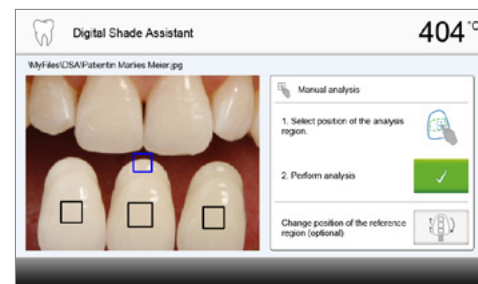 Digital Shade Assistant
404 °C
\MyFiles\DSA\Patientin Marlies Meier.jpg
Manual analysis
1. Select position of the analysis
region.
2. Perform analysis
Change position of the reference
region (optional)